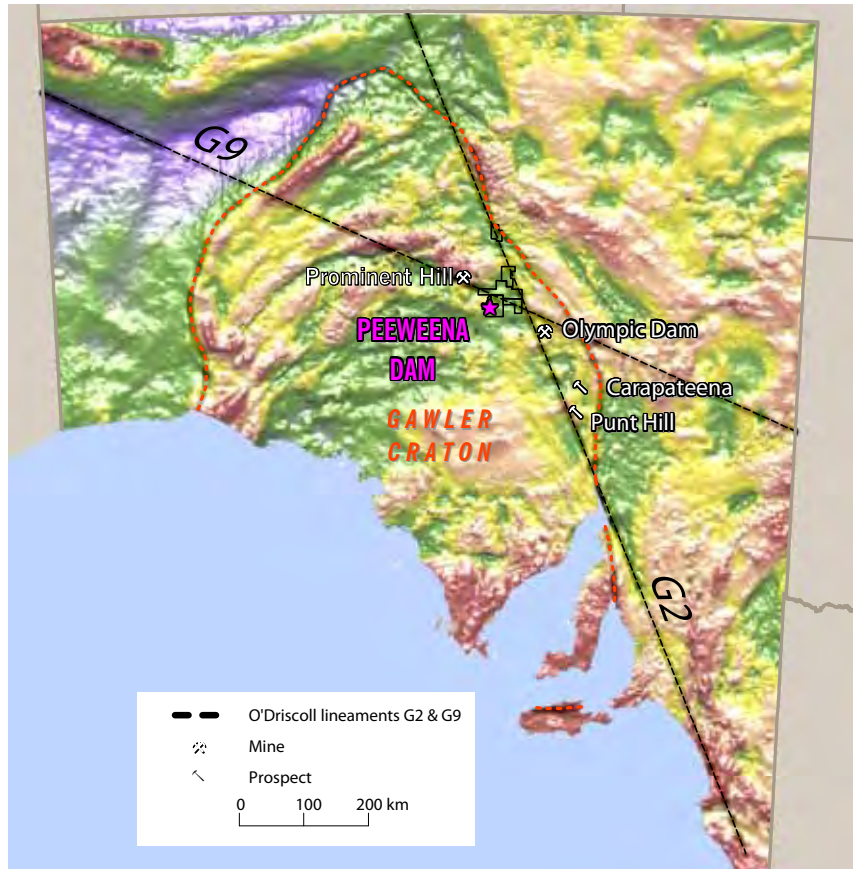 G9
Prominent Hill
PEEWEENA
DAM
Olympic Dam
Carapateena
Punt Hill
GAWLER
CRATON
G2
O'Driscoll lineaments G2 & G9
Mine
Prospect
0 100 200 km